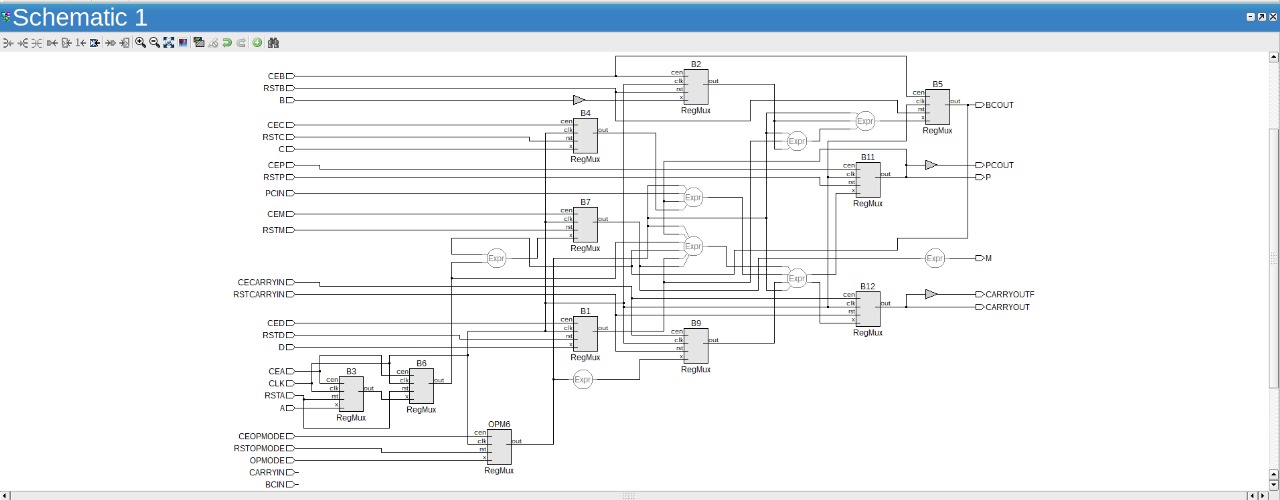 Schematic 1
CEB
RSTB
B
B2
cen
clk
rst
x
out
RegMux
B5
cen
clk
rst
x
out
RegMux
BCOUT
CEC
RSTC
C
B4
cen
clk
rst
x
out
RegMux
Expr
Expr
CEP
RSTP
B11
cen
clk
rst
x
out
RegMux
PCOUT
P
PCIN
Expr
CEM
RSTM
B7
cen
clk
rst
x
out
RegMux
Expr
Expr
Expr
M
Expr
CECARRYIN
RSTCARRYIN
B12
cen
clk
rst
x
out
RegMux
CARRYOUTF
CARRYOUT
CED
RSTD
D
B1
cen
clk
rst
x
out
RegMux
B9
cen
clk
rst
x
out
RegMux
CEA
CLK
RSTA
A
B3
cen
clk
rst
x
out
RegMux
B6
cen
clk
rst
x
out
RegMux
Expr
CEOPMODE
RSTOPMODE
OPMODE
OPM6
cen
clk
rst
x
out
RegMux
CARRYIN
BCIN